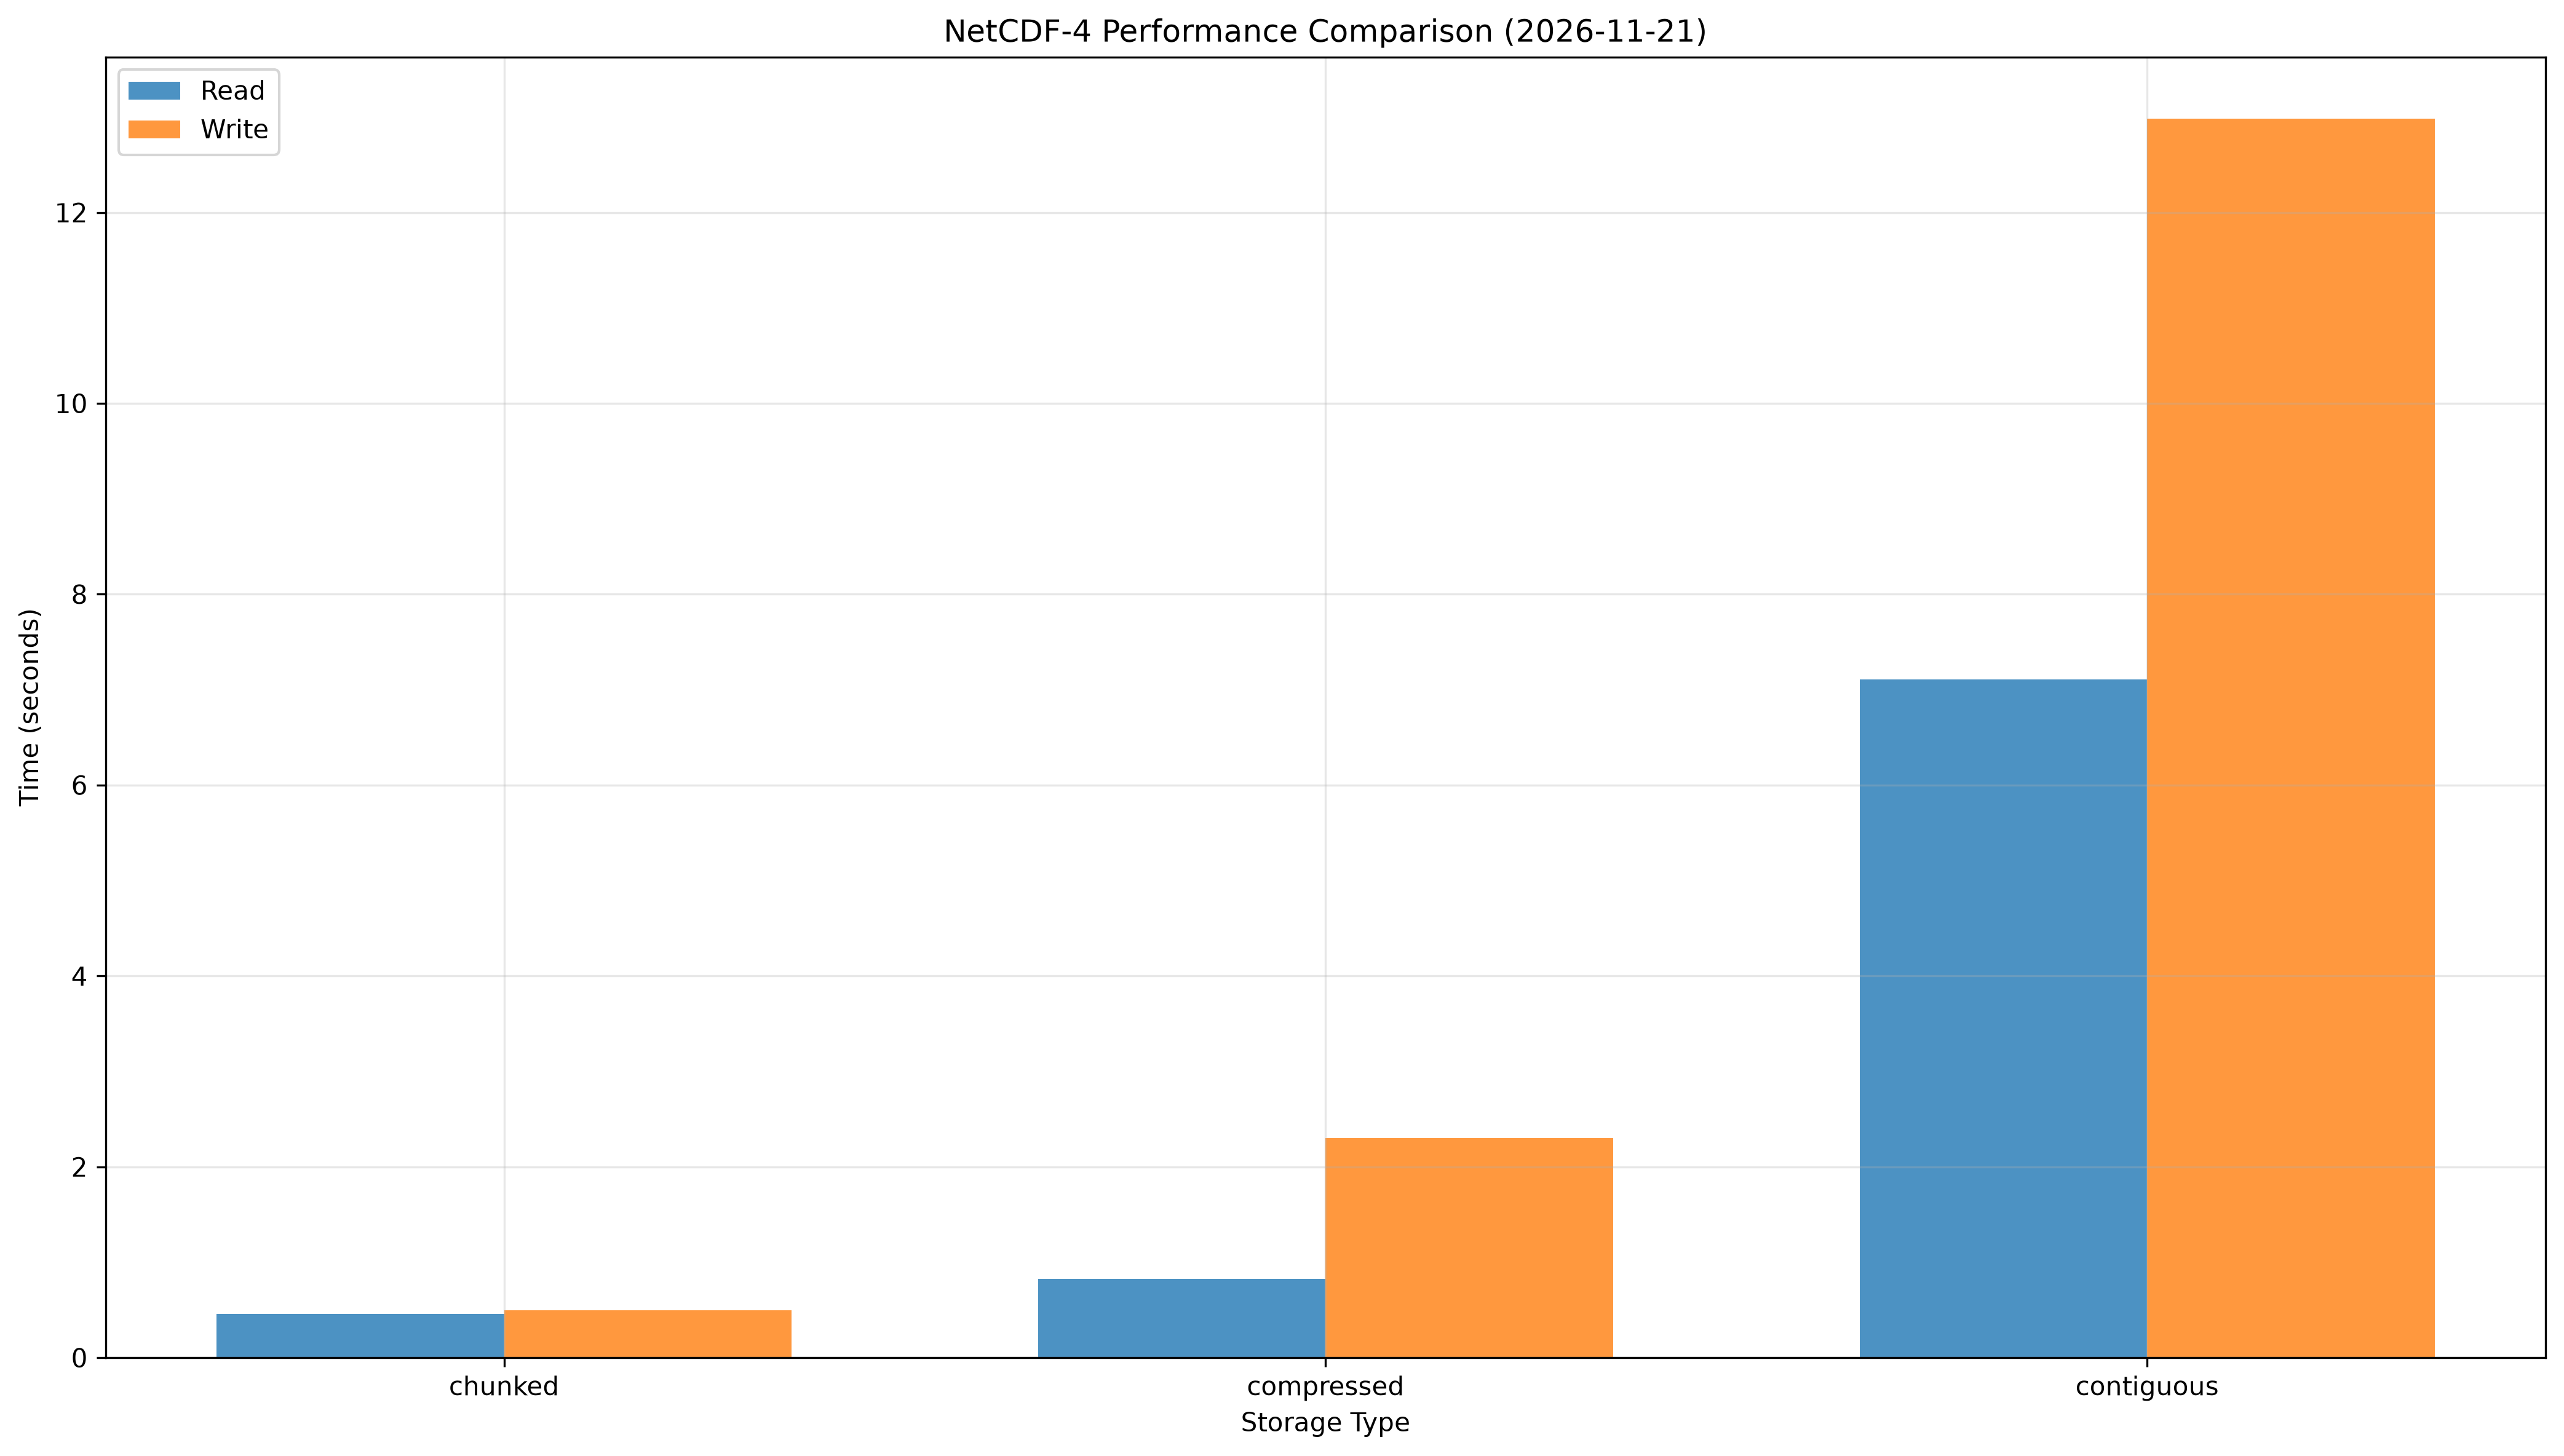 NetCDF-4 Performance Comparison (2026-11-21)
Read
Write
12
10
8
6
4
2
0
Time (seconds)
chunked
compressed
contiguous
Storage Type